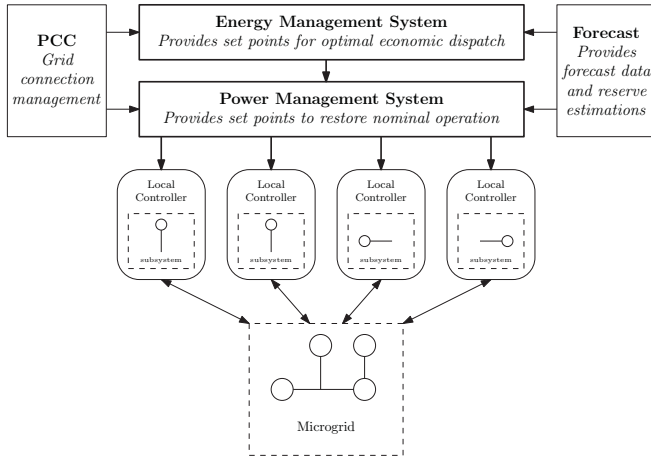 Energy Management System
Provides set points for optimal economic dispatch
PCC
Grid
connection
management
Forecast
Provides
forecast data
and reserve
estimations
Power Management System
Provides set points to restore nominal operation
Local
Controller
subsystem
Local
Controller
subsystem
Local
Controller
subsystem
Local
Controller
subsystem
Microgrid